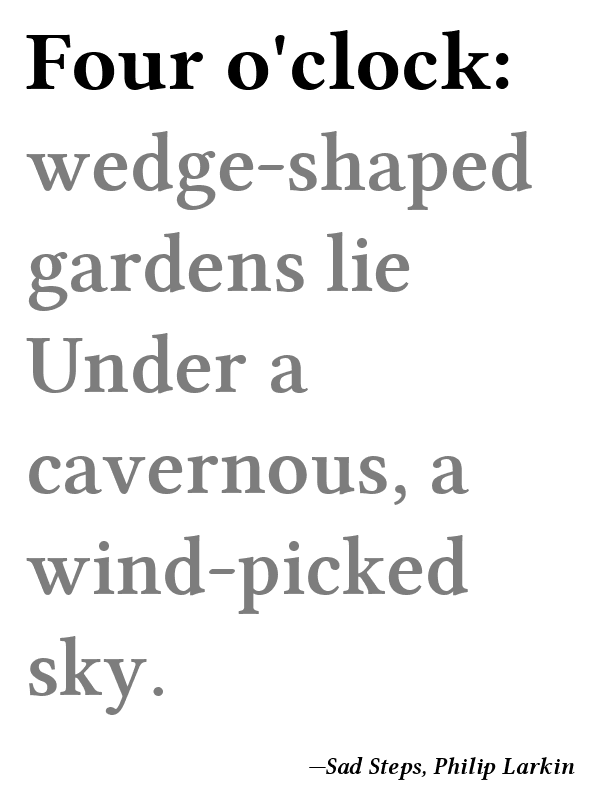 Four o'clock:
wedge-shaped
gardens lie
Under a
cavernous, a
wind-picked
sky.
—Sad Steps, Philip Larkin